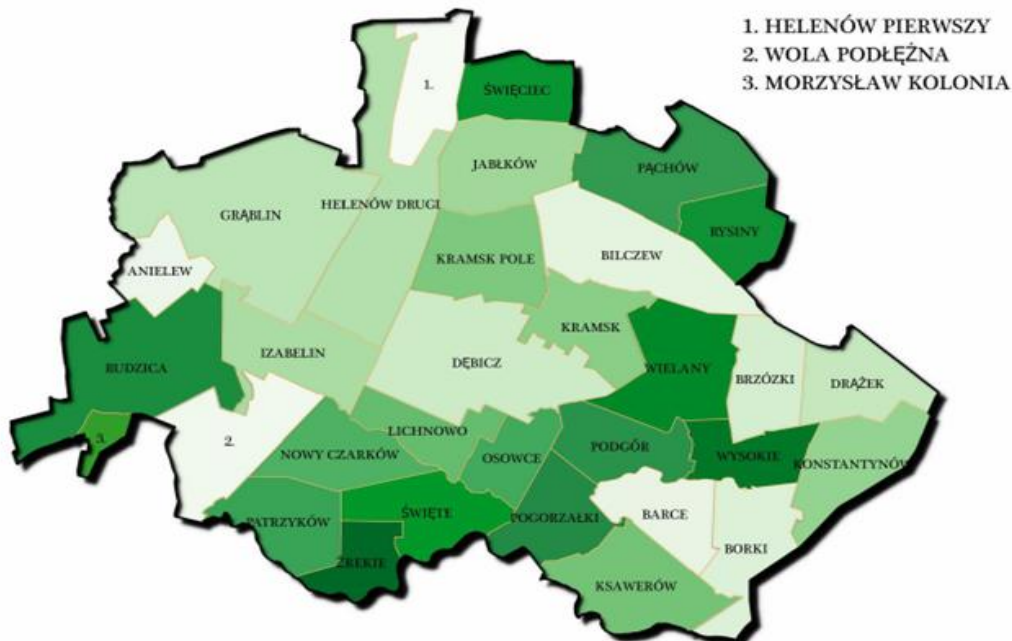 1. HELENÓW PIERWSZY
2. WOLA PODŁĘŻNA
3. MORZYSŁAW KOLONIA
1.
ŚWIĘCIEC
JABŁKÓW
PĄCHÓW
GRĄBLIN
HELENÓW DRUGI
RYSINY
ANIELEW
KRAMSK POLE
BILCZEW
IZABELIN
KRAMSK
RUDZICA
DĘBICZ
WIELANY
BRZÓZKI
DRĄŻEK
3.
2.
LICHNOWO
NOWY CZARKÓW
OSOWCE
PODGÓR
WYSOKIE
KONSTANTYNÓW
PATRZYKÓW
ŚWIĘTE
POGORZAŁKI
BARCE
BORKI
ŻREKIE
KSAWERÓW